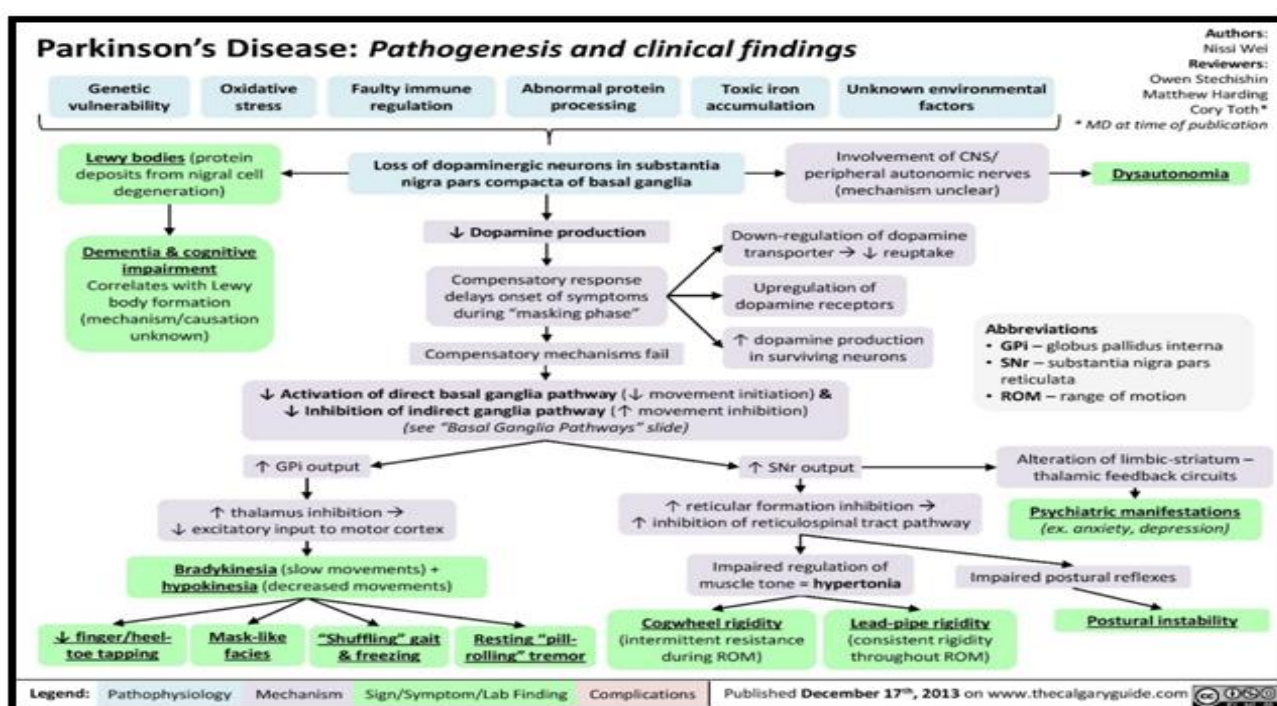 Parkinson's Disease: Pathogenesis and clinical findings
Authors:
Nissi Wei
Reviewers:
Owen Stechishin
Matthew Harding
Cory Toth*
* MD at time of publication
Genetic
vulnerability
Oxidative
stress
Faulty immune
regulation
Abnormal protein
processing
Toxic iron
accumulation
Unknown environmental
factors
Lewy bodies (protein
deposits from nigral cell
degeneration)
Loss of dopaminergic neurons in substantia
nigra pars compacta of basal ganglia
Involvement of CNS/
peripheral autonomic nerves
(mechanism unclear)
Dysautonomia
Dementia & cognitive
impairment
Correlates with Lewy
body formation
(mechanism/causation
unknown)
↓ Dopamine production
Compensatory response
delays onset of symptoms
during "masking phase"
Down-regulation of dopamine
transporter → ↓ reuptake
Upregulation of
dopamine receptors
↑ dopamine production
in surviving neurons
Compensatory mechanisms fail
Abbreviations
• GPi – globus pallidus interna
• SNr – substantia nigra pars
reticulata
• ROM – range of motion
↓ Activation of direct basal ganglia pathway (↓ movement initiation) &
↓ Inhibition of indirect ganglia pathway (↑ movement inhibition)
(see "Basal Ganglia Pathways" slide)
↑ GPi output
↑ SNr output
Alteration of limbic-striatum –
thalamic feedback circuits
↑ thalamus inhibition →
↓ excitatory input to motor cortex
↑ reticular formation inhibition →
↑ inhibition of reticulospinal tract pathway
Psychiatric manifestations
(ex. anxiety, depression)
Bradykinesia (slow movements) +
hypokinesia (decreased movements)
Impaired regulation of
muscle tone = hypertonia
Impaired postural reflexes
↓ finger/heel-
toe tapping
Mask-like
facies
"Shuffling" gait
& freezing
Resting "pill-
rolling" tremor
Cogwheel rigidity
(intermittent resistance
during ROM)
Lead-pipe rigidity
(consistent rigidity
throughout ROM)
Postural instability
Legend: Pathophysiology Mechanism Sign/Symptom/Lab Finding Complications
Published December 17th, 2013 on www.thecalgaryguide.com